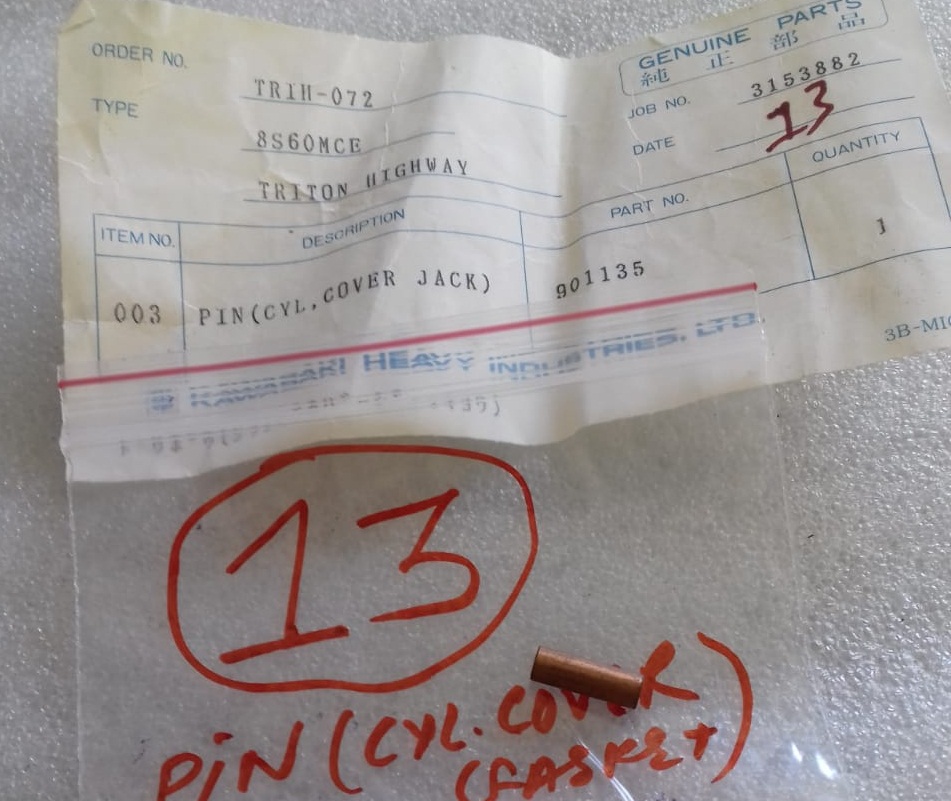 ORDER NO. TRIH-072
TYPE 8S60MCE
TRITON HIGHWAY
GENUINE PARTS
純正部品
JOB NO. 3153882
DATE 13
ITEM NO. DESCRIPTION PART NO. QUANTITY
003 PIN(CYL,COVER JACK) 901135 1
3B-MI
KAWASAKI HEAVY INDUSTRIES, LTD.
13
PIN (CYL. COVER
GASKET)